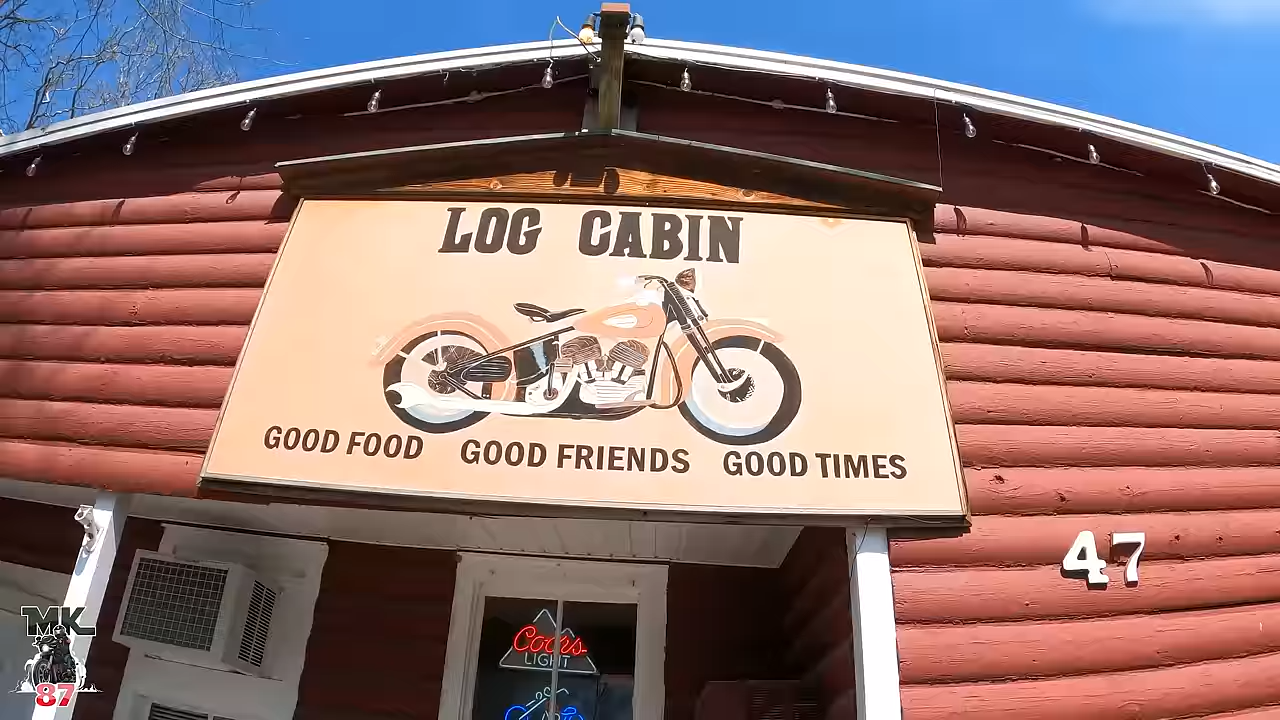 LOG CABIN
GOOD FOOD GOOD FRIENDS GOOD TIMES
47
Coors
LIGHT
MK
87